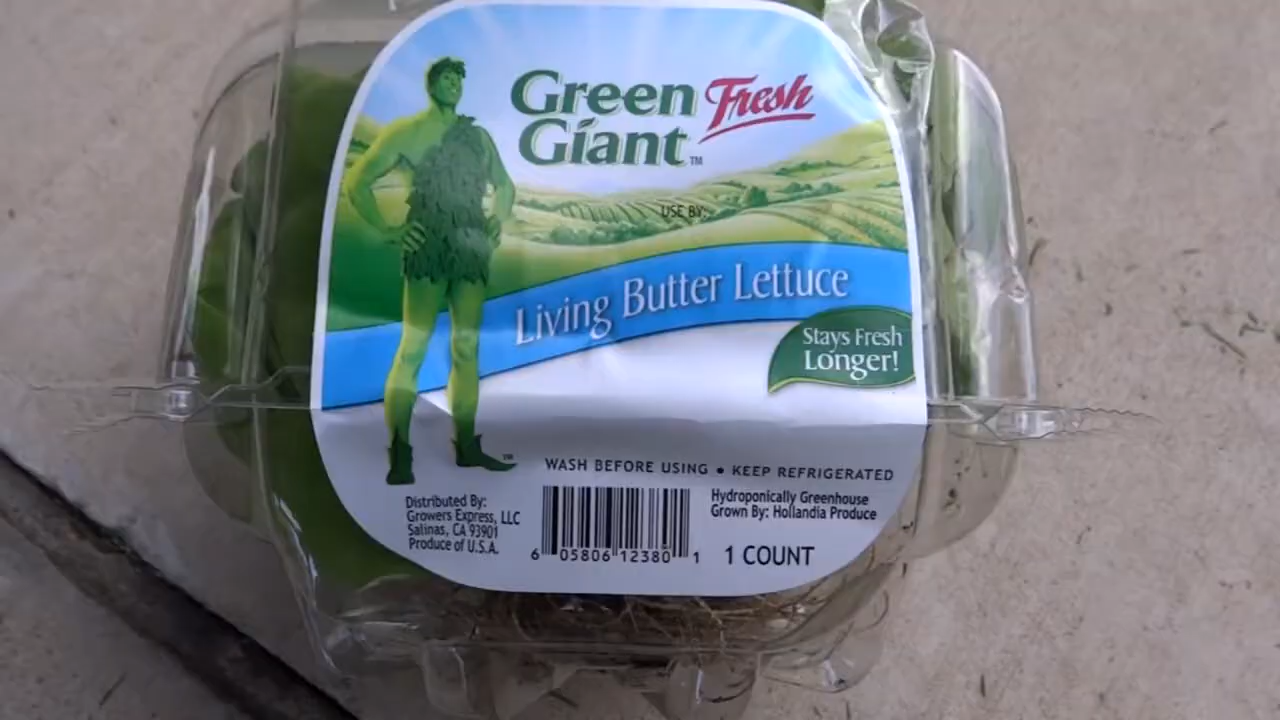 Green Fresh
Giant™
USE BY:
Living Butter Lettuce
Stays Fresh
Longer!
™
WASH BEFORE USING • KEEP REFRIGERATED
Distributed By:
Growers Express, LLC
Salinas, CA 93901
Produce of U.S.A.
6 05806 12380 1
Hydroponically Greenhouse
Grown By: Hollandia Produce
1 COUNT